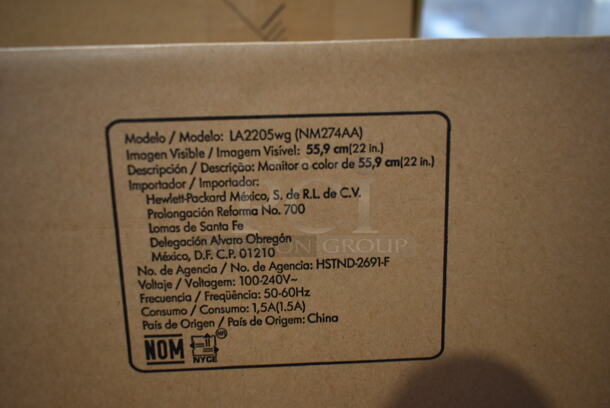 Modelo / Modelo: LA2205wg (NM274AA)
Imagen Visible / Imagem Visível: 55,9 cm(22 in.)
Descripción / Descrição: Monitor a color de 55,9 cm(22 in.)
Importador / Importador:
Hewlett-Packard México, S. de R.L. de C.V.
Prolongación Reforma No. 700
Lomas de Santa Fe
Delegación Alvaro Obregón
México, D.F. C.P. 01210
No. de Agencia / No. de Agencia: HSTND-2691-F
Voltaje / Voltagem: 100-240V~
Frecuencia / Freqüência: 50-60Hz
Consumo / Consumo: 1,5A(1.5A)
País de Origen / País de Origem: China
NOM
NYCE
GROUP